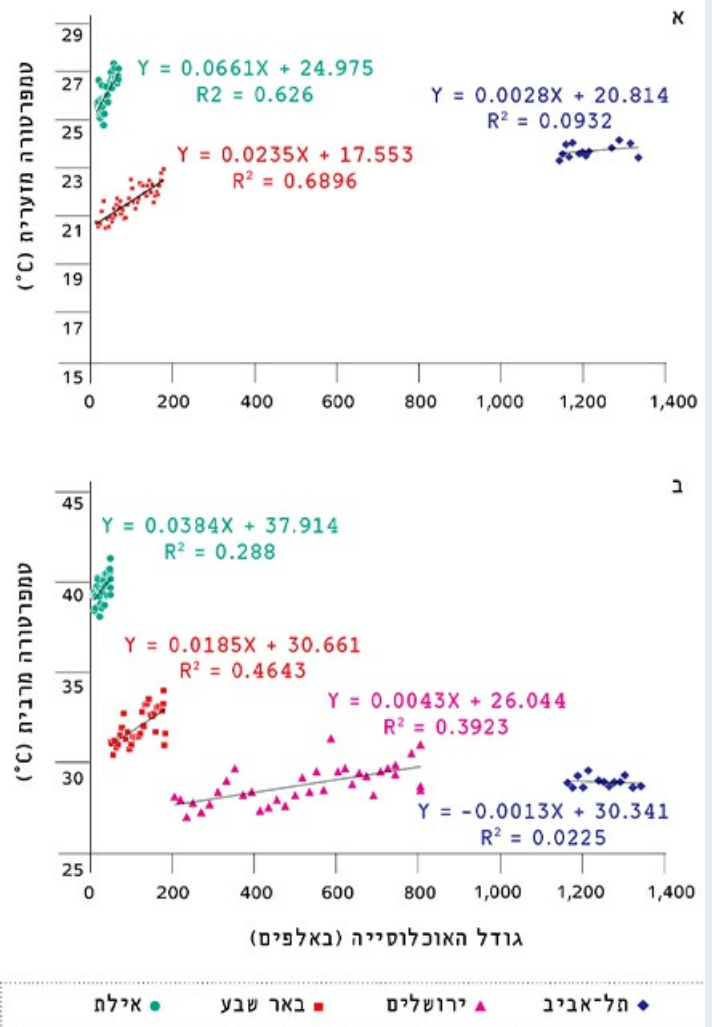 א
טמפרטורה מזערית (°C)
29
27
25
23
21
19
17
15
Y = 0.0661X + 24.975
R2 = 0.626
Y = 0.0028X + 20.814
R² = 0.0932
Y = 0.0235X + 17.553
R² = 0.6896
0 200 400 600 800 1,000 1,200 1,400
ב
טמפרטורה מרבית (°C)
45
40
35
30
25
Y = 0.0384X + 37.914
R² = 0.288
Y = 0.0185X + 30.661
R² = 0.4643
Y = 0.0043X + 26.044
R² = 0.3923
Y = -0.0013X + 30.341
R² = 0.0225
0 200 400 600 800 1,000 1,200 1,400
גודל האוכלוסייה (באלפים)
תל-אביב ירושלים באר שבע אילת